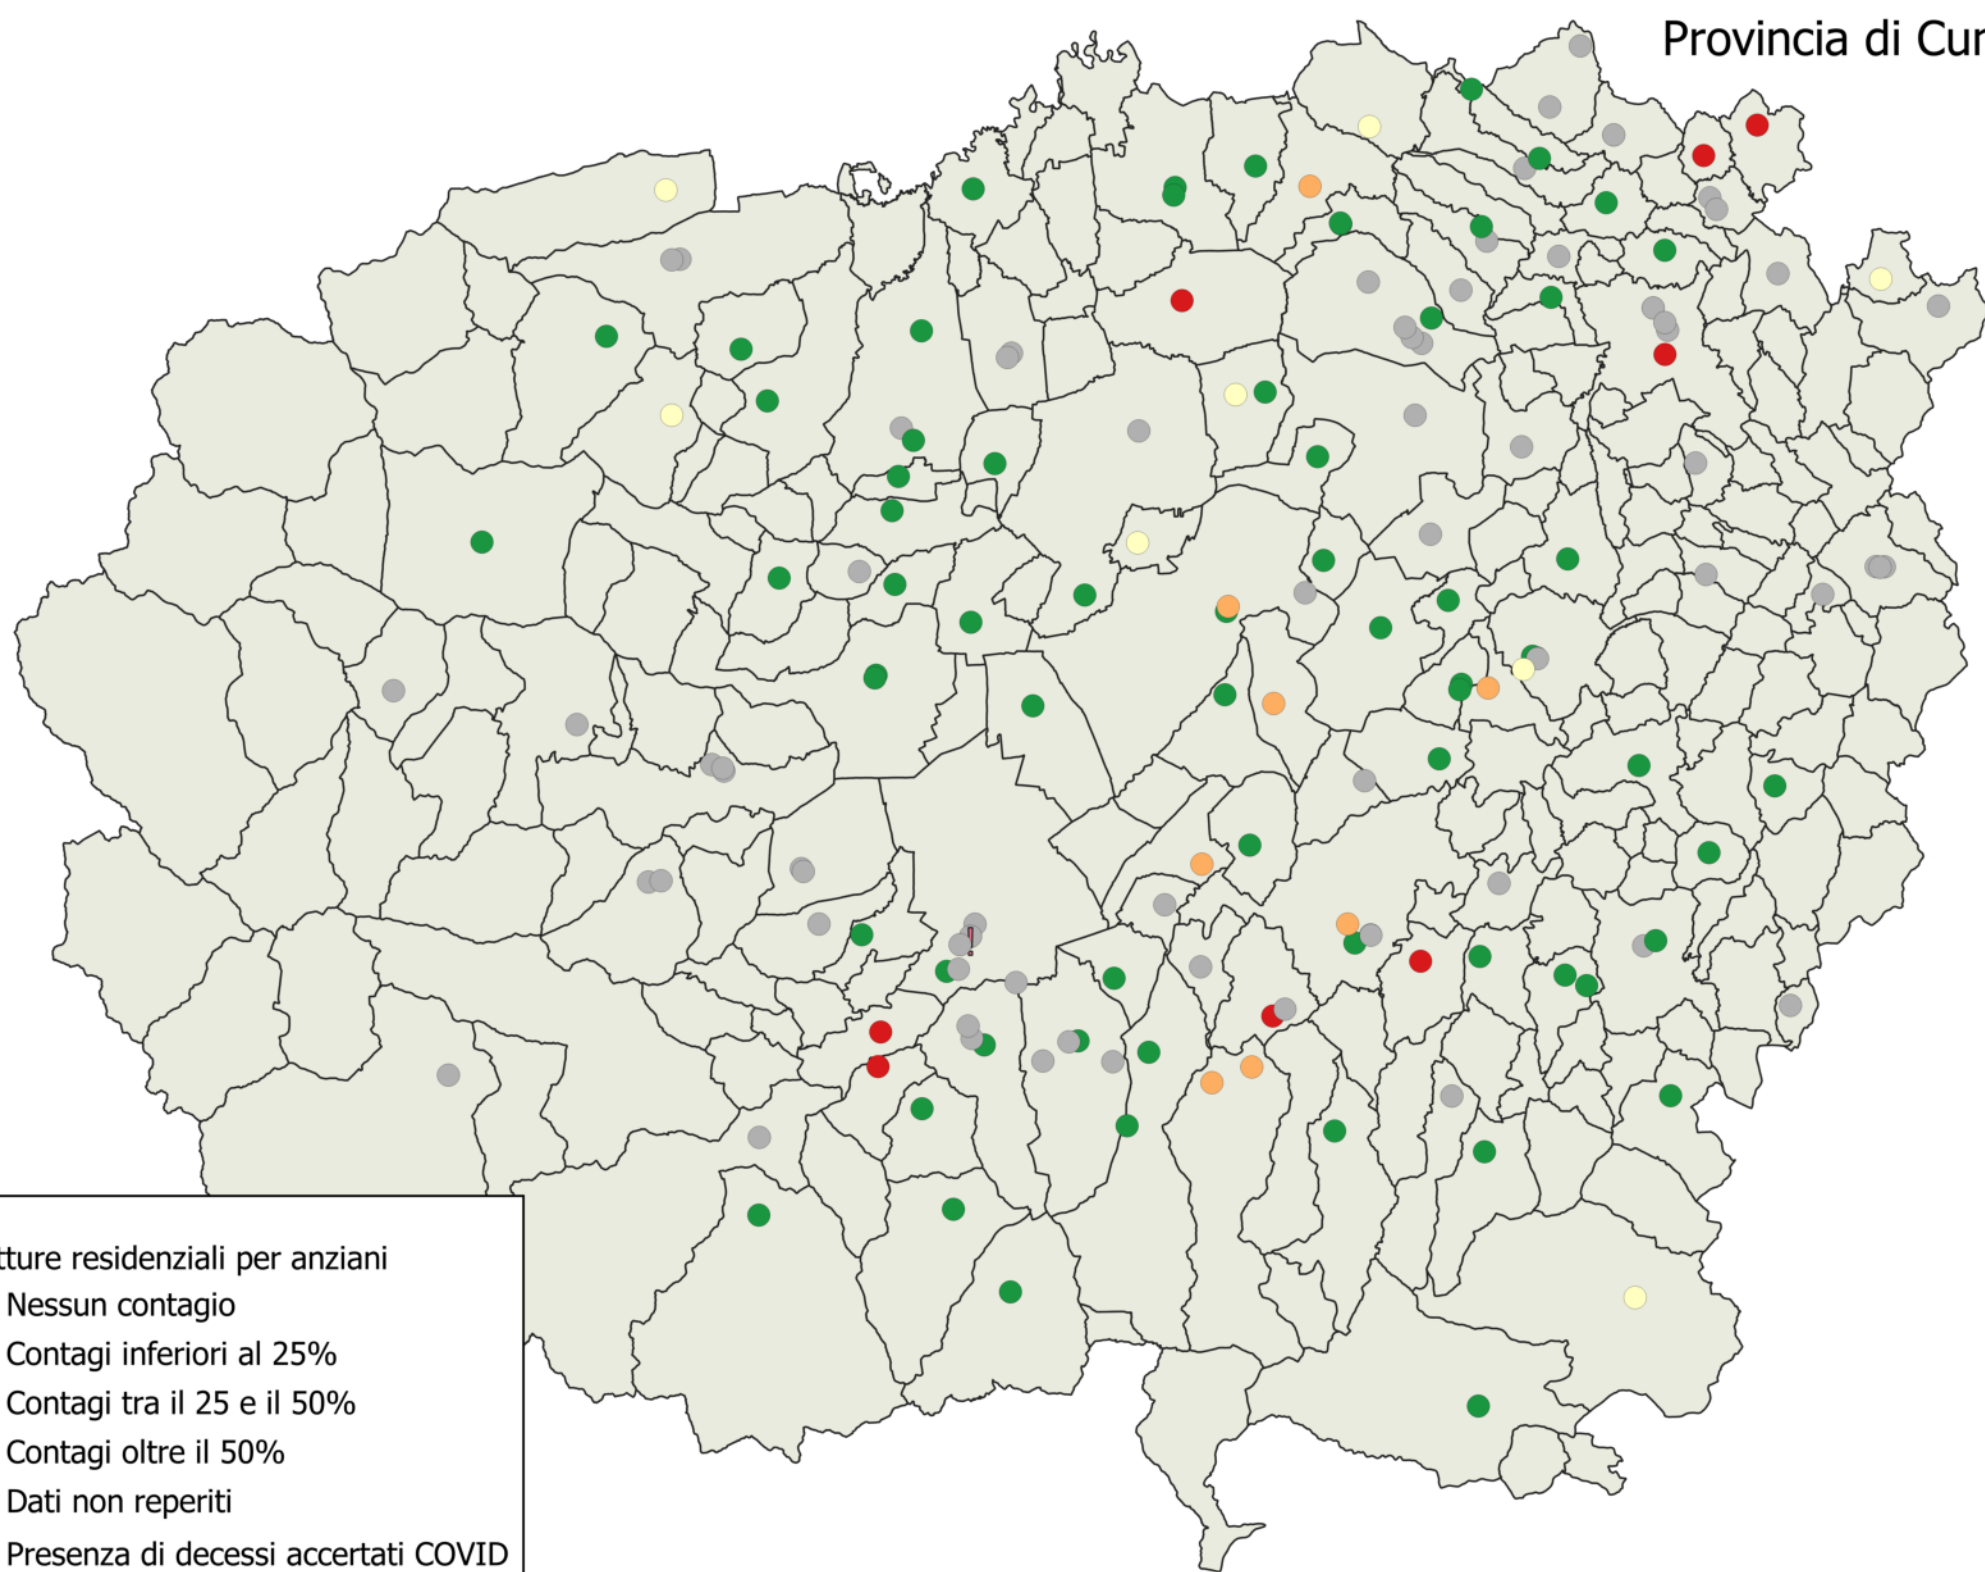 Provincia di Cur
tture residenziali per anziani
Nessun contagio
Contagi inferiori al 25%
Contagi tra il 25 e il 50%
Contagi oltre il 50%
Dati non reperiti
Presenza di decessi accertati COVID
!